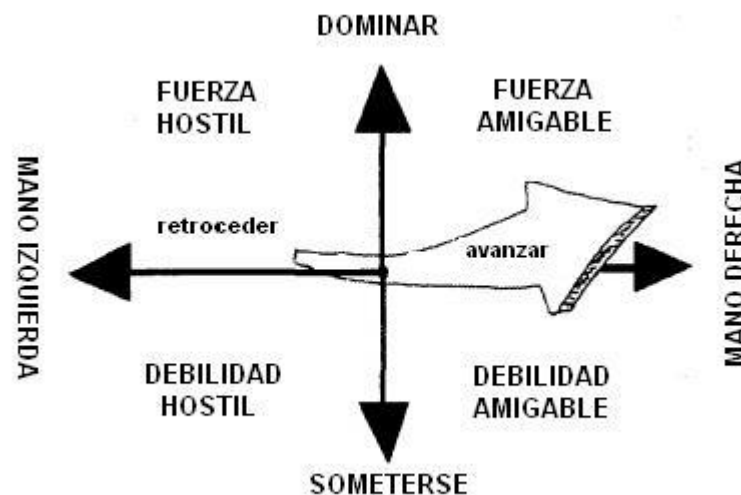 DOMINAR
FUERZA
HOSTIL
FUERZA
AMIGABLE
MANO IZQUIERDA
retroceder
avanzar
MANO DERECHA
DEBILIDAD
HOSTIL
DEBILIDAD
AMIGABLE
SOMETERSE